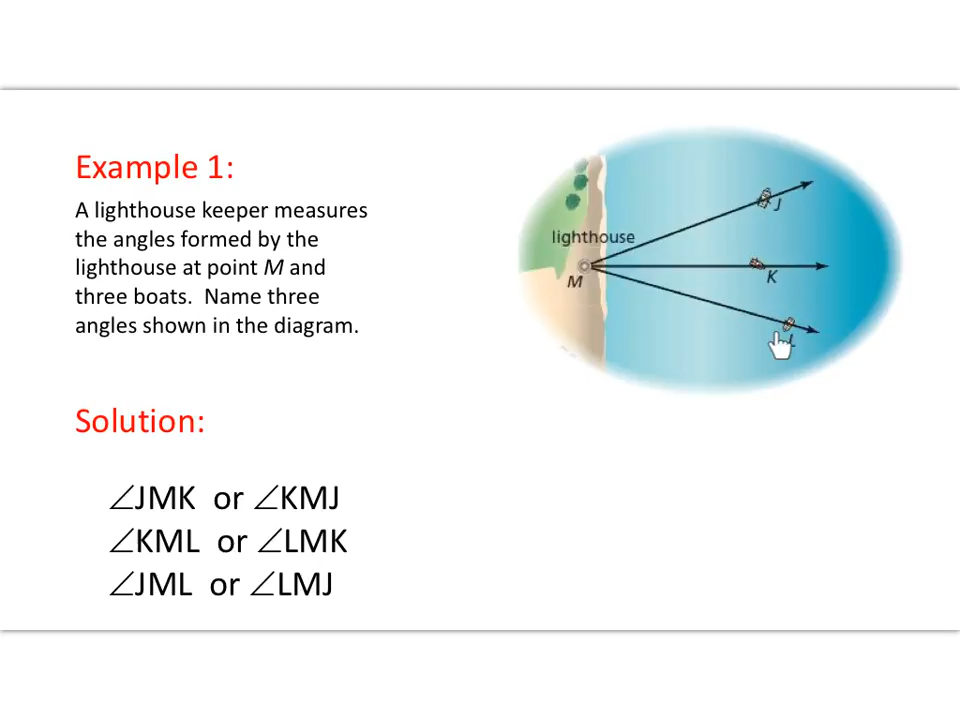 Example 1:
A lighthouse keeper measures
the angles formed by the
lighthouse at point M and
three boats.  Name three
angles shown in the diagram.
lighthouse
J
M
K
Solution:
∠JMK or ∠KMJ
∠KML or ∠LMK
∠JML or ∠LMJ